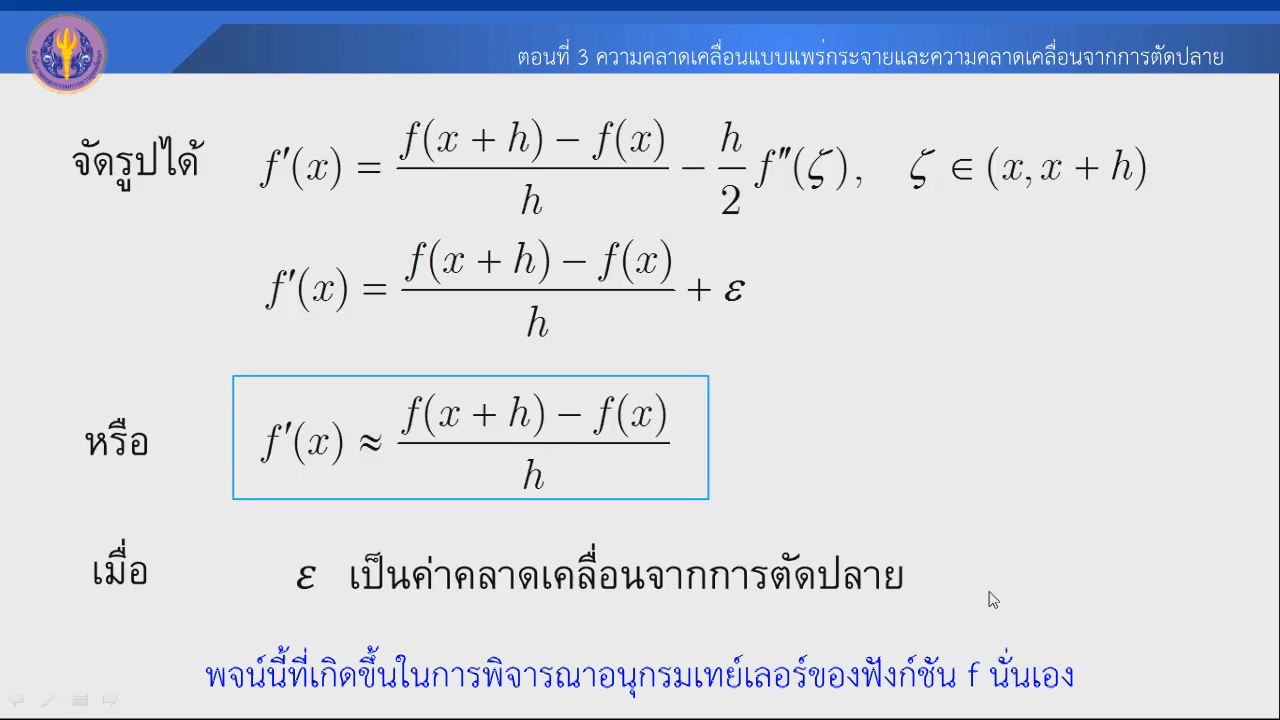 ตอนที่ 3 ความคลาดเคลื่อนแบบแพร่กระจายและความคลาดเคลื่อนจากการตัดปลาย
จัดรูปได้ f′(x) = (f(x + h) − f(x))/h − (h/2) f″(ζ), ζ ∈ (x, x + h)
f′(x) = (f(x + h) − f(x))/h + ε
หรือ f′(x) ≈ (f(x + h) − f(x))/h
เมื่อ ε เป็นค่าคลาดเคลื่อนจากการตัดปลาย
พจน์นี้ที่เกิดขึ้นในการพิจารณาอนุกรมเทย์เลอร์ของฟังก์ชัน f นั่นเอง